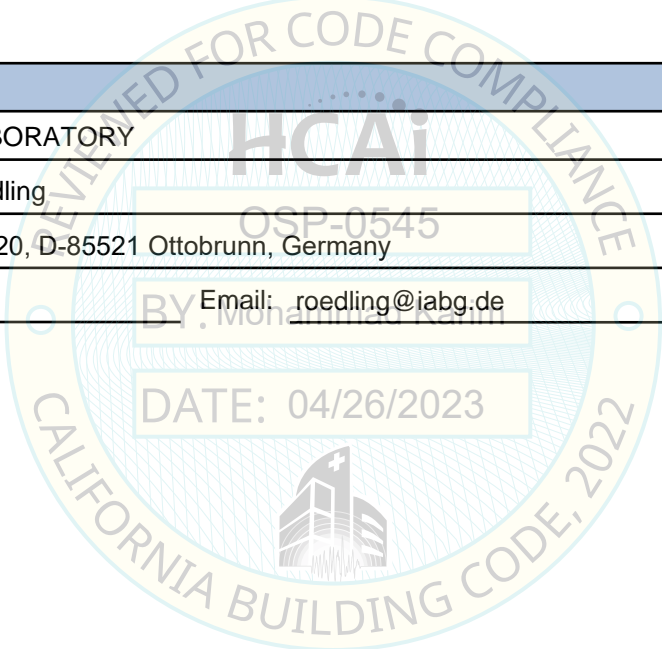 REVIEWED FOR CODE COMPLIANCE
HCAi
BORATORY
dling
OSP-0545
20, D-85521 Ottobrunn, Germany
Email: roedling@iabg.de
BY: Mohammad Karim
DATE: 04/26/2023
CALIFORNIA BUILDING CODE, 2022